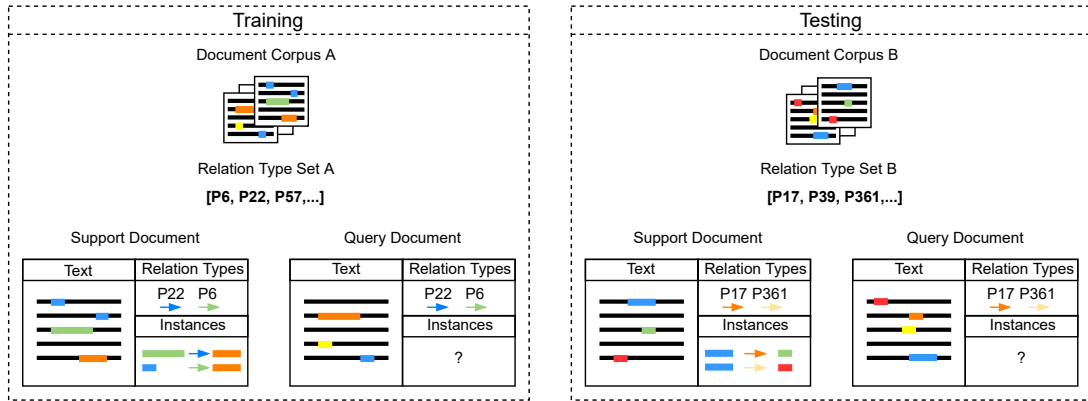 Training
Document Corpus A
Relation Type Set A
[P6, P22, P57,...]
Support Document
Text
Relation Types
P22 P6
Instances
Query Document
Text
Relation Types
P22 P6
Instances
?
Testing
Document Corpus B
Relation Type Set B
[P17, P39, P361,...]
Support Document
Text
Relation Types
P17 P361
Instances
Query Document
Text
Relation Types
P17 P361
Instances
?